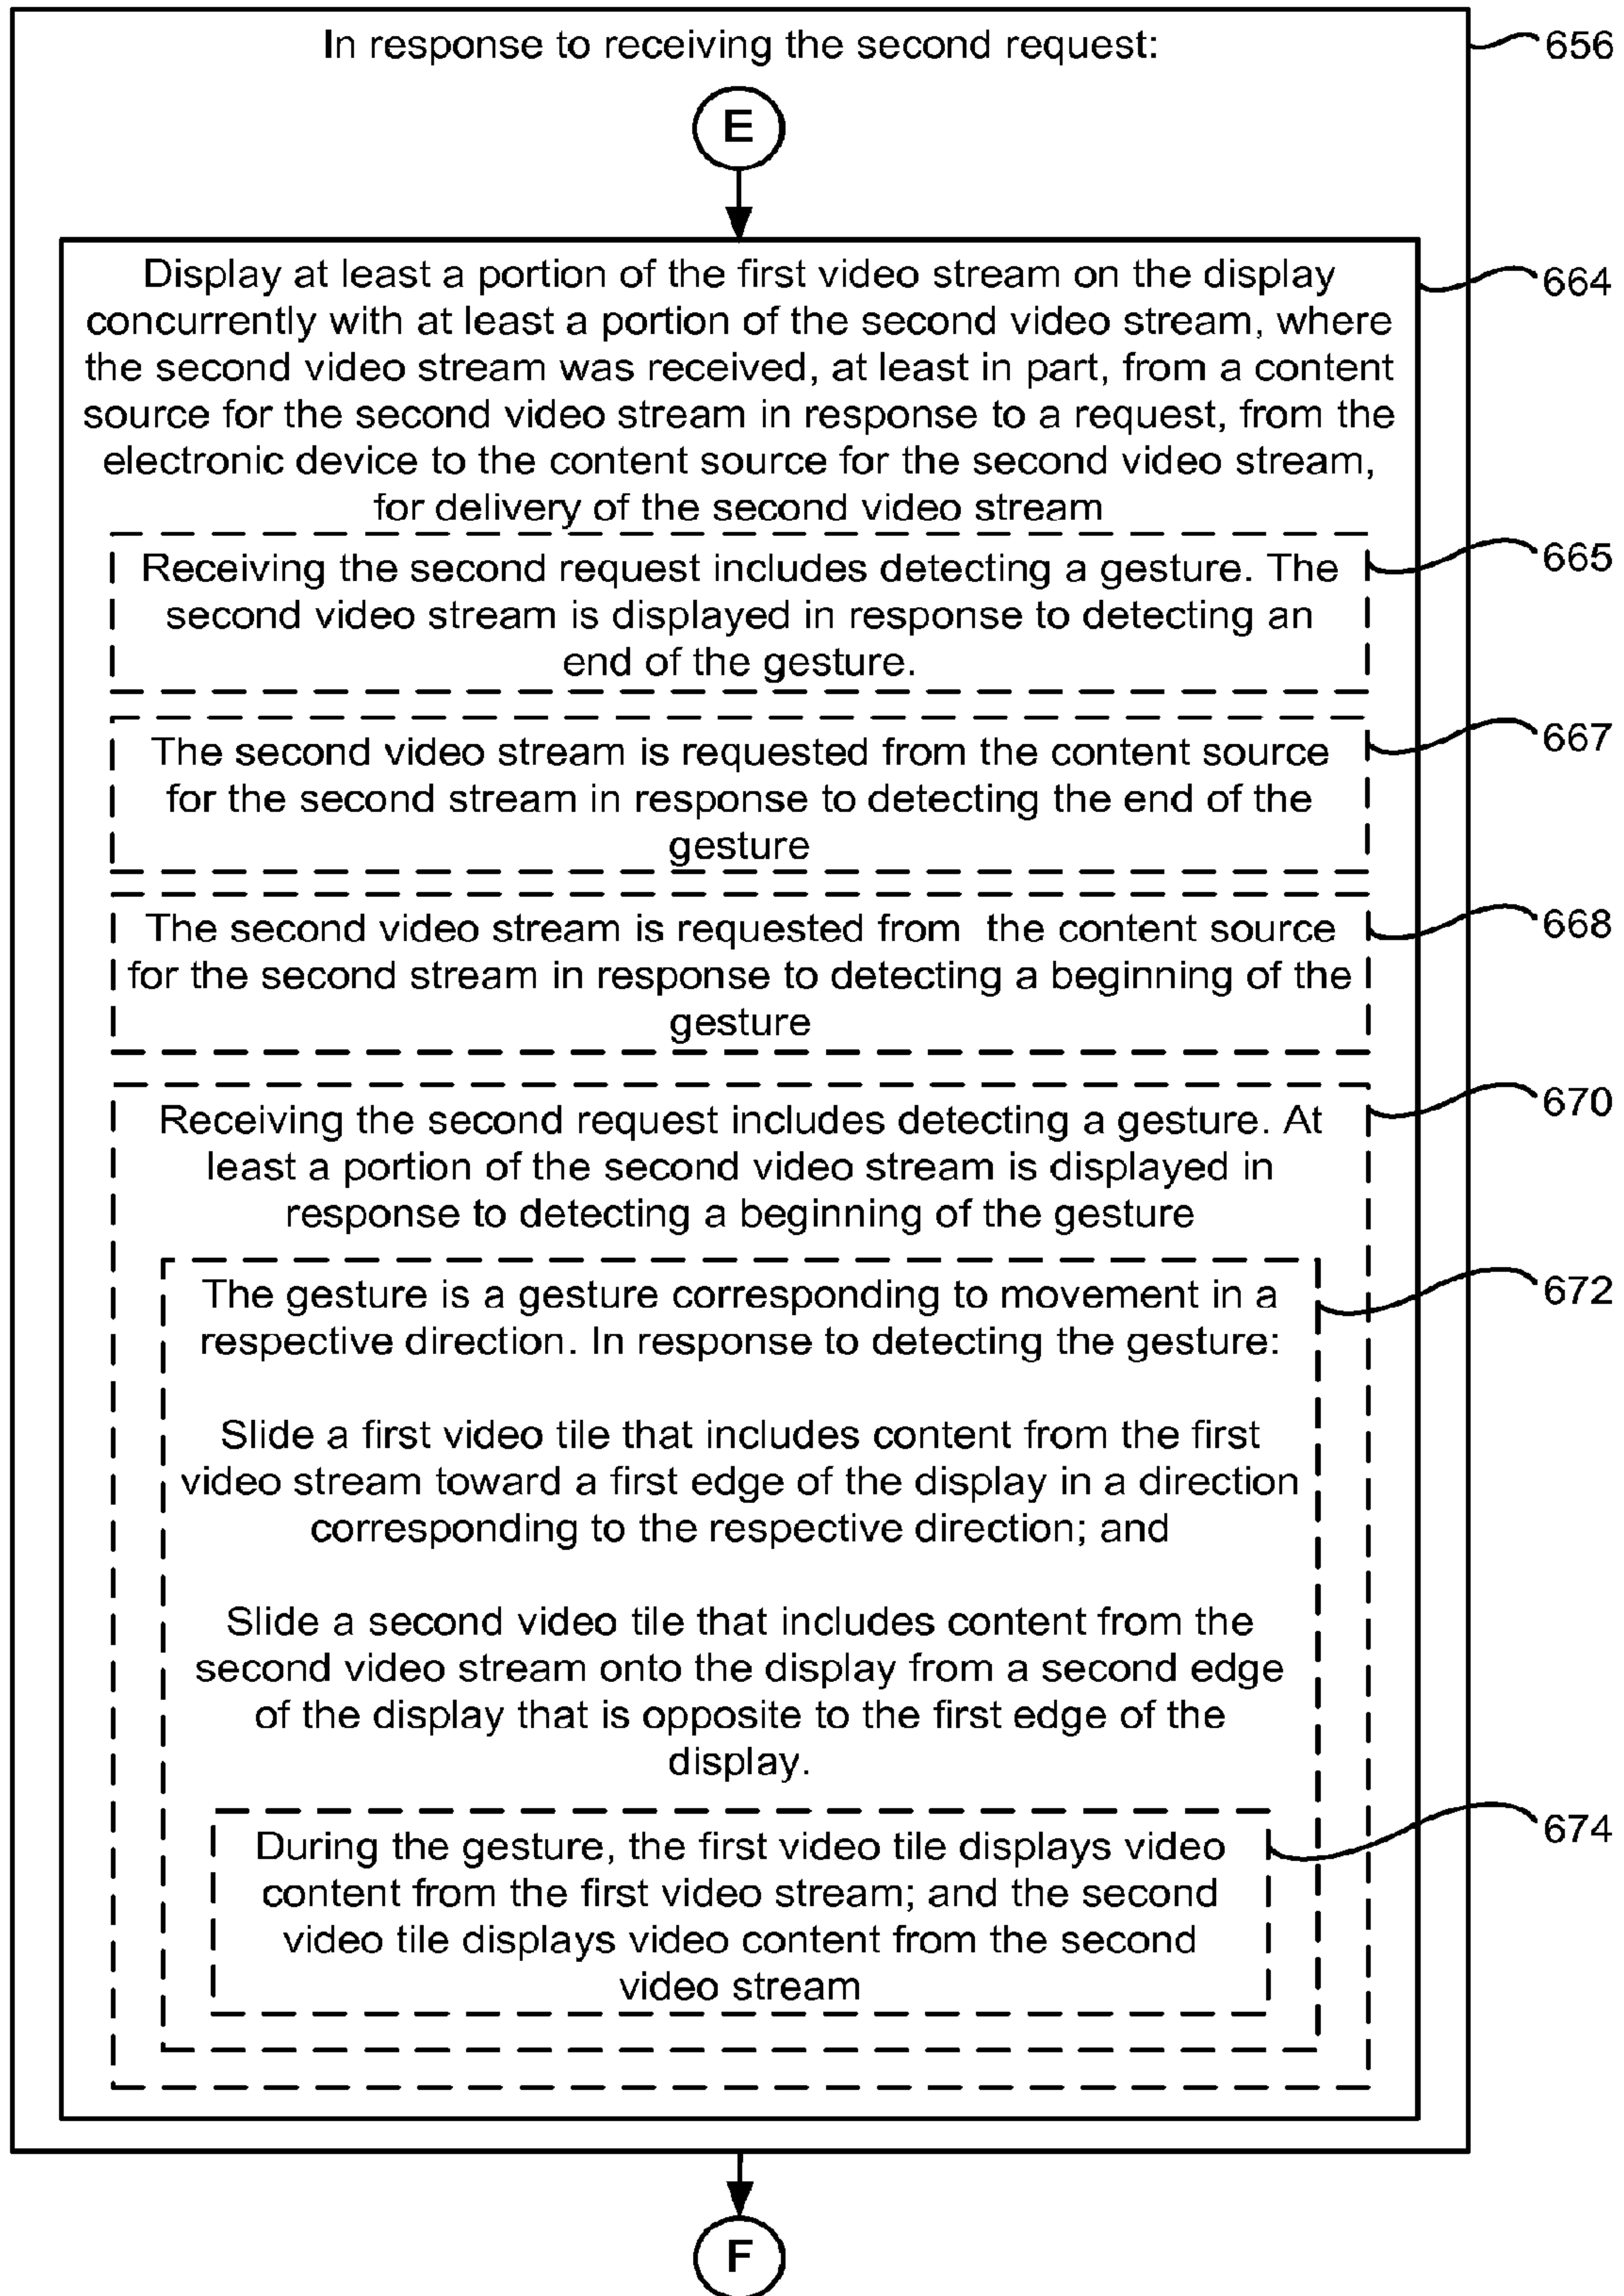 In response to receiving the second request:
656
E
Display at least a portion of the first video stream on the display
664
concurrently with at least a portion of the second video stream, where
the second video stream was received, at least in part, from a content
source for the second video stream in response to a request, from the
electronic device to the content source for the second video stream,
for delivery of the second video stream
Receiving the second request includes detecting a gesture. The
665
second video stream is displayed in response to detecting an
end of the gesture.
The second video stream is requested from the content source
667
for the second stream in response to detecting the end of the
gesture
The second video stream is requested from the content source
668
for the second stream in response to detecting a beginning of the
gesture
Receiving the second request includes detecting a gesture. At
670
least a portion of the second video stream is displayed in
response to detecting a beginning of the gesture
The gesture is a gesture corresponding to movement in a
672
respective direction. In response to detecting the gesture:
Slide a first video tile that includes content from the first
video stream toward a first edge of the display in a direction
corresponding to the respective direction; and
Slide a second video tile that includes content from the
second video stream onto the display from a second edge
of the display that is opposite to the first edge of the
display.
During the gesture, the first video tile displays video
674
content from the first video stream; and the second
video tile displays video content from the second
video stream
F